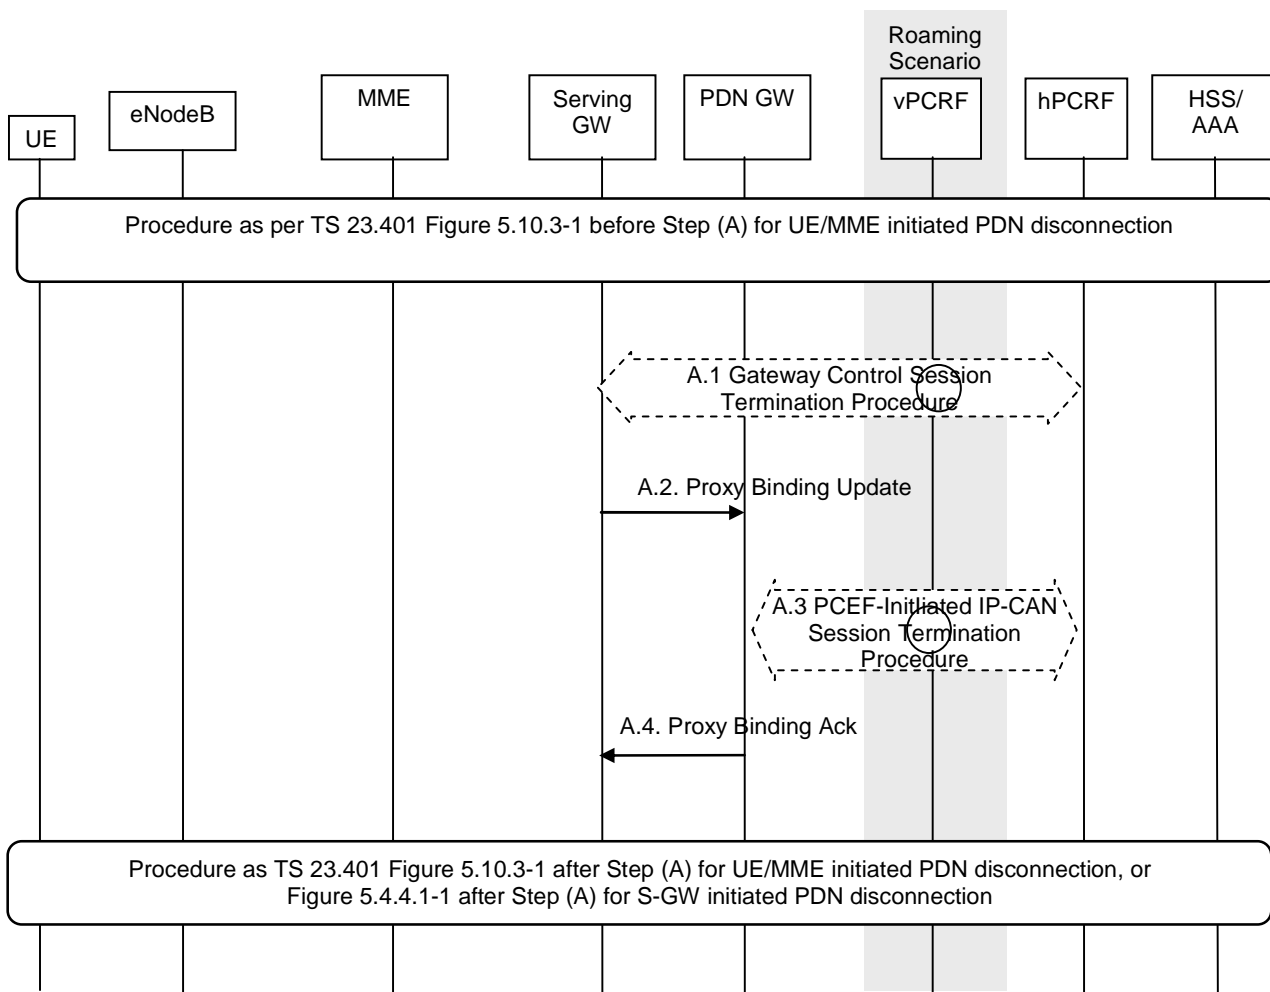 Roaming
Scenario
UE
eNodeB
MME
Serving
GW
PDN GW
vPCRF
hPCRF
HSS/
AAA
Procedure as per TS 23.401 Figure 5.10.3-1 before Step (A) for UE/MME initiated PDN disconnection
A.1 Gateway Control Session
Termination Procedure
A.2. Proxy Binding Update
A.3 PCEF-Initiated IP-CAN
Session Termination
Procedure
A.4. Proxy Binding Ack
Procedure as TS 23.401 Figure 5.10.3-1 after Step (A) for UE/MME initiated PDN disconnection, or
Figure 5.4.4.1-1 after Step (A) for S-GW initiated PDN disconnection